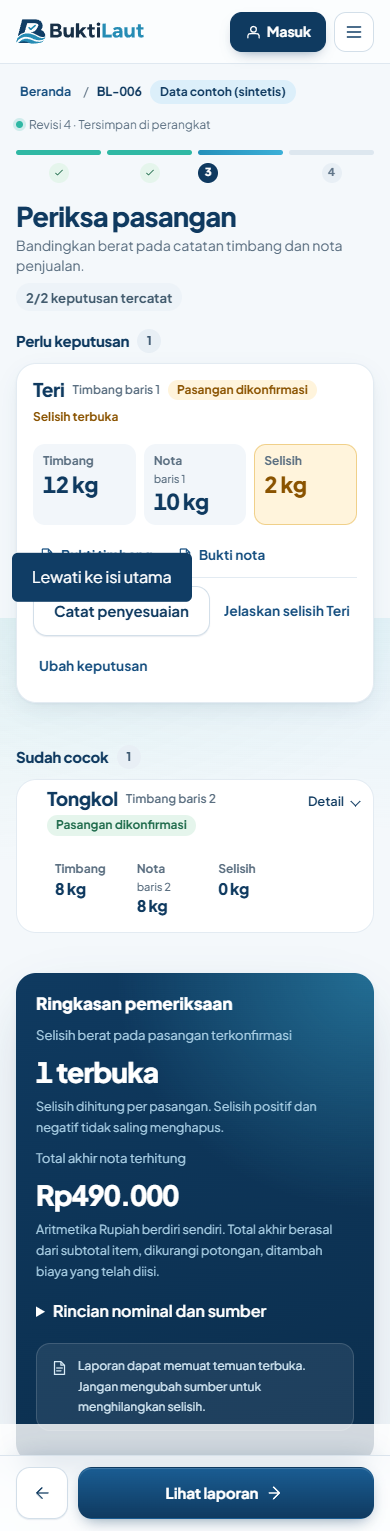 BuktiLaut
Masuk
Beranda / BL-006 Data contoh (sintetis)
Revisi 4 · Tersimpan di perangkat
3 4
Periksa pasangan
Bandingkan berat pada catatan timbang dan nota
penjualan.
2/2 keputusan tercatat
Perlu keputusan 1
Teri Timbang baris 1 Pasangan dikonfirmasi
Selisih terbuka
Timbang Nota Selisih
baris 1
12 kg 10 kg 2 kg
Bukti nota
Lewati ke isi utama
Catat penyesuaian Jelaskan selisih Teri
Ubah keputusan
Sudah cocok 1
Tongkol Timbang baris 2 Detail
Pasangan dikonfirmasi
Timbang Nota Selisih
baris 2
8 kg 8 kg 0 kg
Ringkasan pemeriksaan
Selisih berat pada pasangan terkonfirmasi
1 terbuka
Selisih dihitung per pasangan. Selisih positif dan
negatif tidak saling menghapus.
Total akhir nota terhitung
Rp490.000
Aritmetika Rupiah berdiri sendiri. Total akhir berasal
dari subtotal item, dikurangi potongan, ditambah
biaya yang telah diisi.
Rincian nominal dan sumber
Laporan dapat memuat temuan terbuka.
Jangan mengubah sumber untuk
menghilangkan selisih.
Lihat laporan